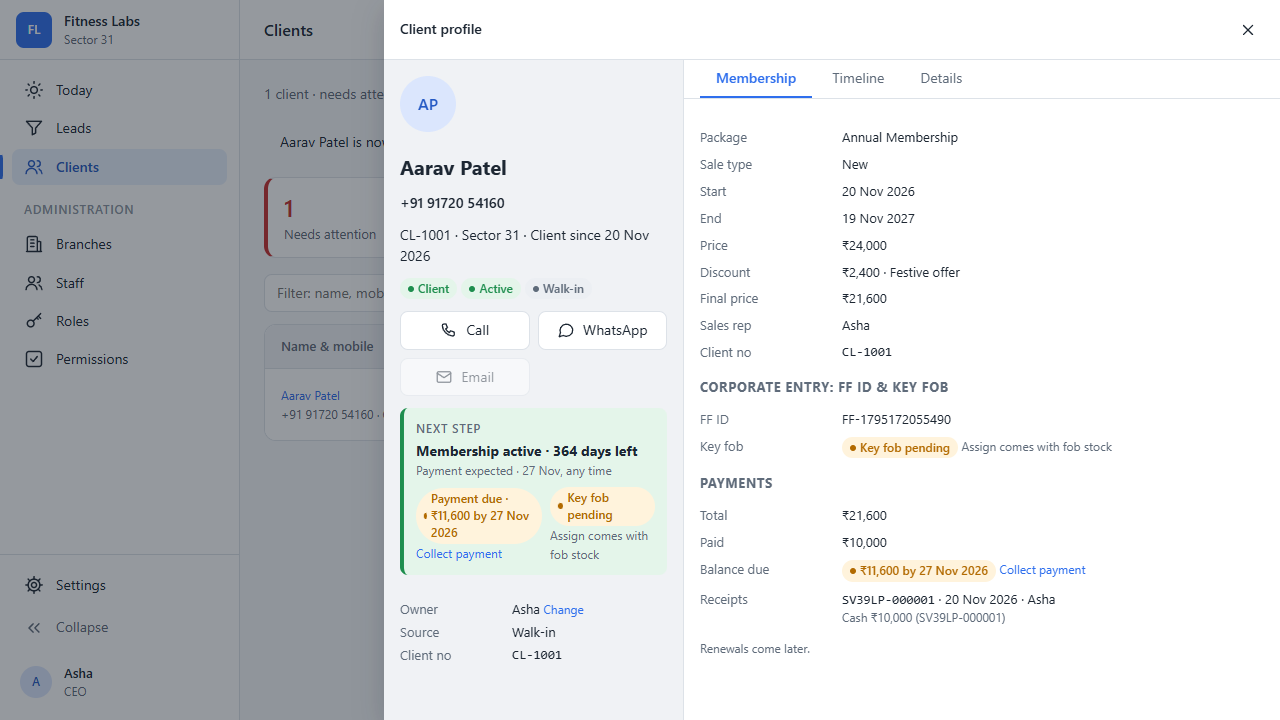 FL
Fitness Labs
Sector 31
Today
Leads
Clients
ADMINISTRATION
Branches
Staff
Roles
Permissions
Settings
Collapse
A
Asha
CEO
Clients
1 client · needs atte
Aarav Patel is no
1
Needs attention
Filter: name, mob
Name & mobile
Aarav Patel
+91 91720 54160 ·
Client profile
AP
Aarav Patel
+91 91720 54160
CL-1001 · Sector 31 · Client since 20 Nov
2026
Client
Active
Walk-in
Call
WhatsApp
Email
NEXT STEP
Membership active · 364 days left
Payment expected · 27 Nov, any time
Payment due ·
₹11,600 by 27 Nov
2026
Collect payment
Key fob
pending
Assign comes with
fob stock
Owner Asha Change
Source Walk-in
Client no CL-1001
Membership
Timeline
Details
Package Annual Membership
Sale type New
Start 20 Nov 2026
End 19 Nov 2027
Price ₹24,000
Discount ₹2,400 · Festive offer
Final price ₹21,600
Sales rep Asha
Client no CL-1001
CORPORATE ENTRY: FF ID & KEY FOB
FF ID FF-1795172055490
Key fob Key fob pending Assign comes with fob stock
PAYMENTS
Total ₹21,600
Paid ₹10,000
Balance due ₹11,600 by 27 Nov 2026 Collect payment
Receipts SV39LP-000001 · 20 Nov 2026 · Asha
Cash ₹10,000 (SV39LP-000001)
Renewals come later.